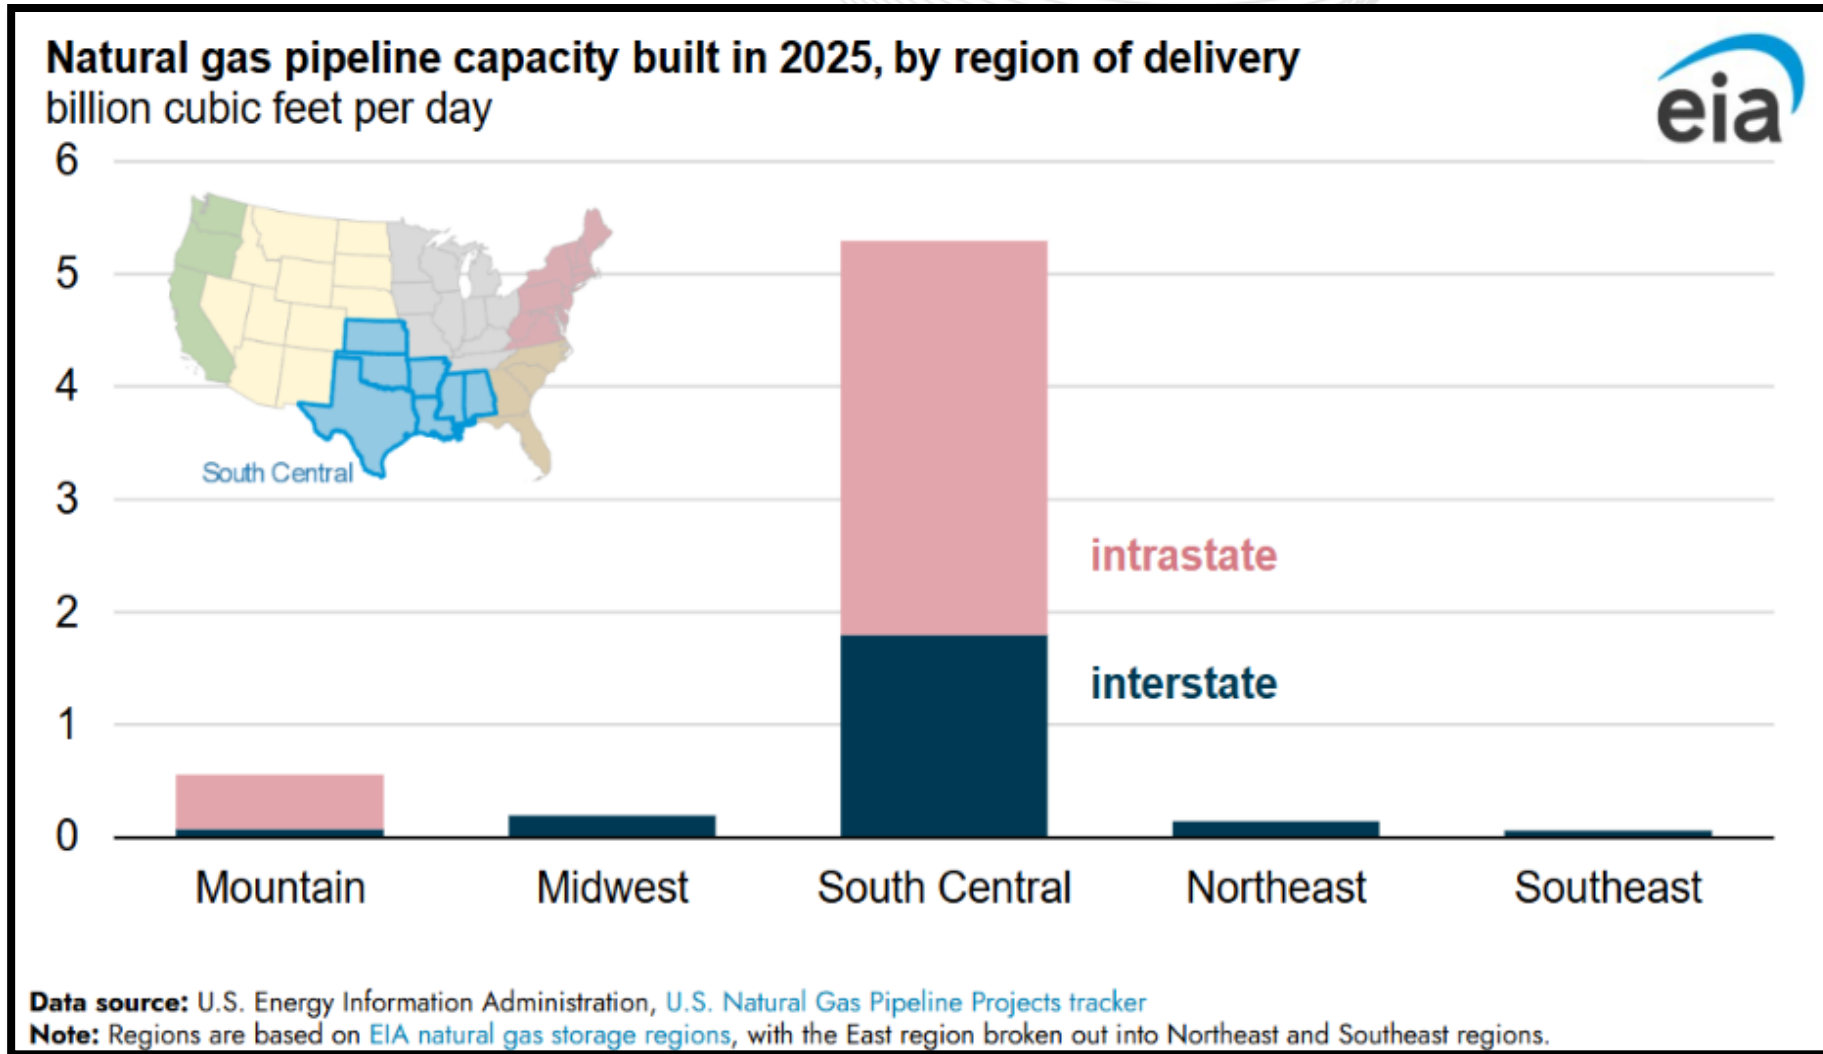 Natural gas pipeline capacity built in 2025, by region of delivery
billion cubic feet per day
eia
6
5
4
3
2
1
0
South Central
intrastate
interstate
Mountain
Midwest
South Central
Northeast
Southeast
Data source: U.S. Energy Information Administration, U.S. Natural Gas Pipeline Projects tracker
Note: Regions are based on EIA natural gas storage regions, with the East region broken out into Northeast and Southeast regions.